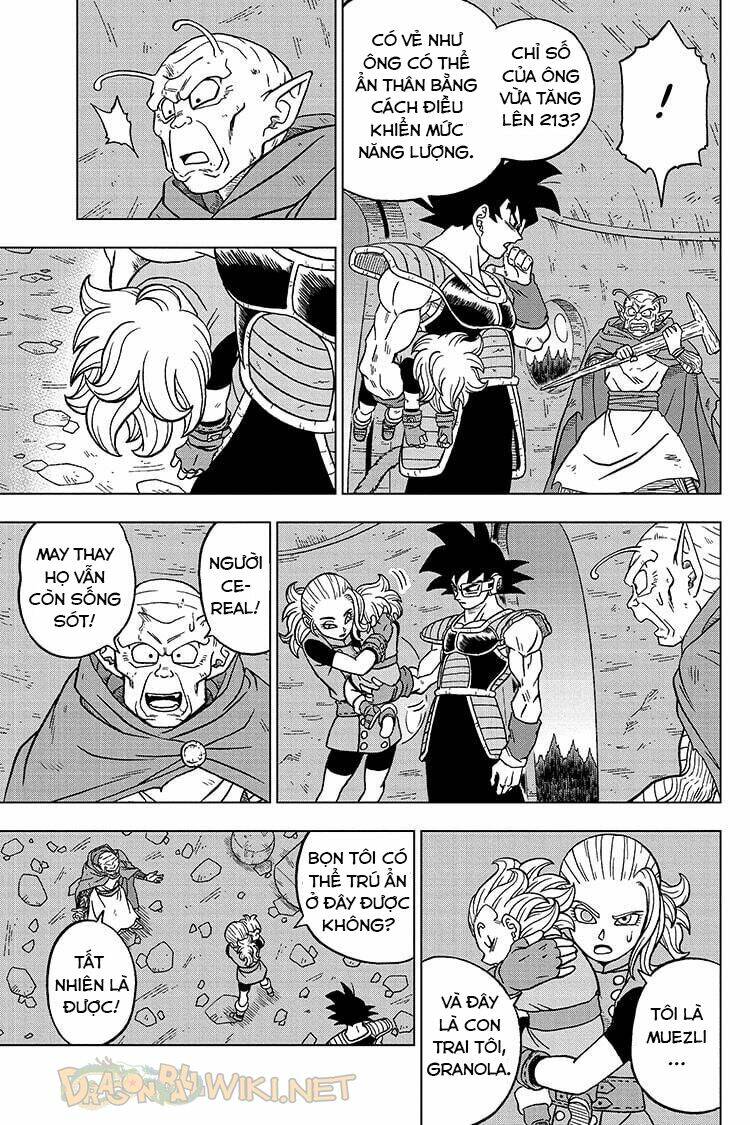 !
CHỈ SỐ
CỦA ÔNG
VỪA TĂNG
LÊN 213?
CÓ VẺ NHƯ
ÔNG CÓ THỂ
ẨN THÂN BẰNG
CÁCH ĐIỀU
KHIỂN MỨC
NĂNG LƯỢNG.
NGƯỜI
CE-
REAL!
MAY THAY
HỌ VẪN
CÒN SỐNG
SÓT!
TÔI LÀ
MUEZLI
...
VÀ ĐÂY
LÀ CON
TRAI TÔI,
GRANOLA.
BỌN TÔI CÓ
THỂ TRÚ ẨN
Ở ĐÂY ĐƯỢC
KHÔNG?
TẤT
NHIÊN LÀ
ĐƯỢC!
DRAGON BALL WIKI.NET